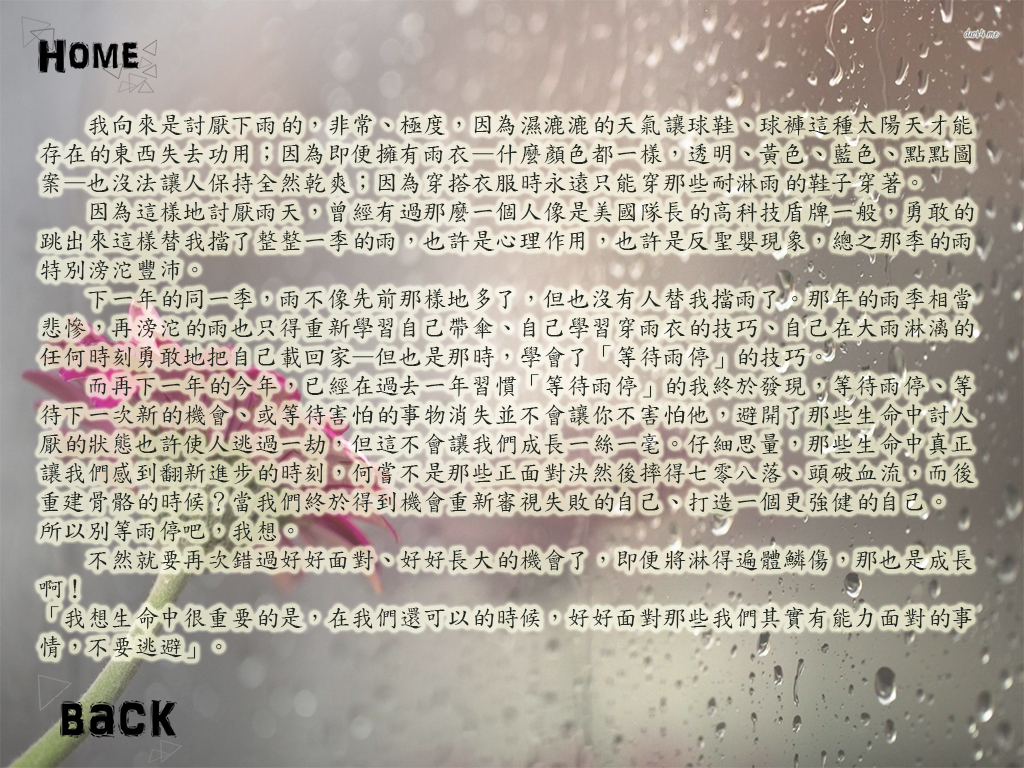 HOME
我向來是討厭下雨的，非常、極度，因為濕漉漉的天氣讓球鞋、球褲這種太陽天才能
存在的東西失去功用；因為即便擁有雨衣─什麼顏色都一樣，透明、黃色、藍色、點點圖
案─也沒法讓人保持全然乾爽；因為穿搭衣服時永遠只能穿那些耐淋雨的鞋子穿著。
因為這樣地討厭雨天，曾經有過那麼一個人像是美國隊長的高科技盾牌一般，勇敢的
跳出來這樣替我擋了整整一季的雨，也許是心理作用，也許是反聖嬰現象，總之那季的雨
特別滂沱豐沛。
下一年的同一季，雨不像先前那樣地多了，但也沒有人替我擋雨了。那年的雨季相當
悲慘，再滂沱的雨也只得重新學習自己帶傘、自己學習穿雨衣的技巧、自己在大雨淋漓的
任何時刻勇敢地把自己載回家─但也是那時，學會了「等待雨停」的技巧。
而再下一年的今年，已經在過去一年習慣「等待雨停」的我終於發現，等待雨停、等
待下一次新的機會、或等待害怕的事物消失並不會讓你不害怕他，避開了那些生命中討人
厭的狀態也許使人逃過一劫，但這不會讓我們成長一絲一毫。仔細思量，那些生命中真正
讓我們感到翻新進步的時刻，何嘗不是那些正面對決然後摔得七零八落、頭破血流，而後
重建骨骼的時候？當我們終於得到機會重新審視失敗的自己、打造一個更強健的自己。
所以別等雨停吧，我想。
不然就要再次錯過好好面對、好好長大的機會了，即便將淋得遍體鱗傷，那也是成長
啊！
「我想生命中很重要的是，在我們還可以的時候，好好面對那些我們其實有能力面對的事
情，不要逃避」。
BACK